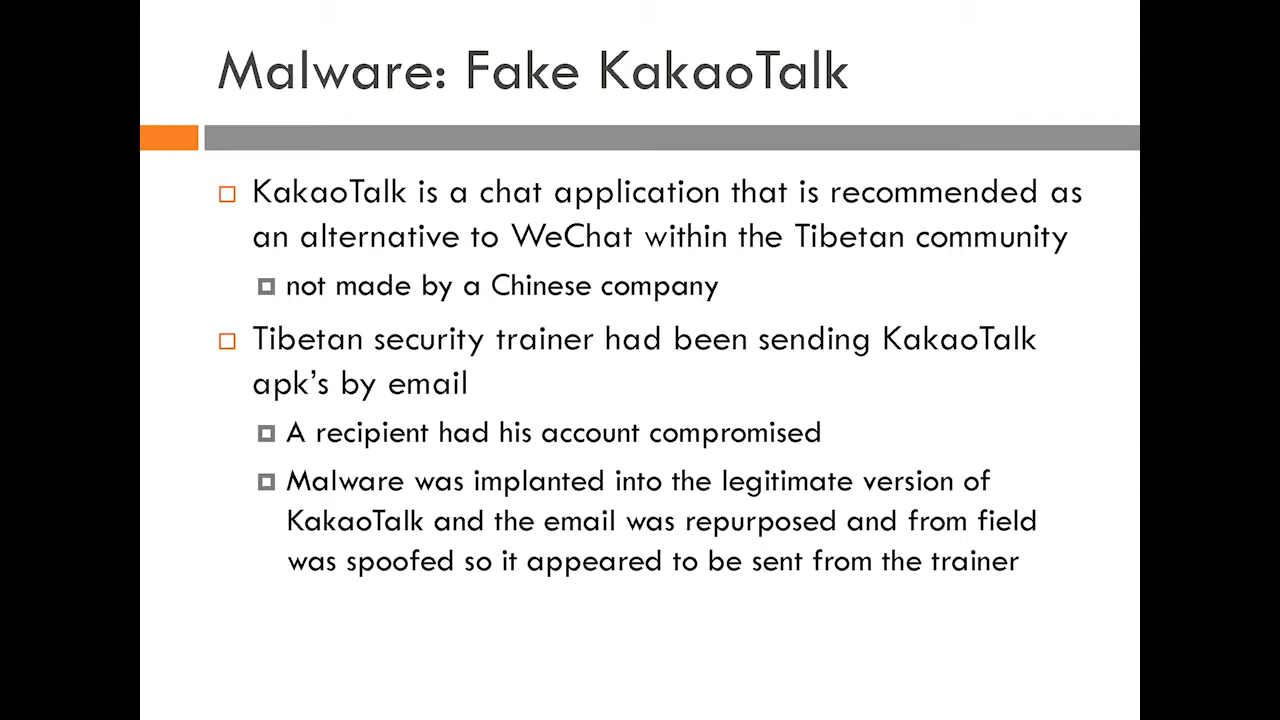 Malware: Fake KakaoTalk
KakaoTalk is a chat application that is recommended as
an alternative to WeChat within the Tibetan community
not made by a Chinese company
Tibetan security trainer had been sending KakaoTalk
apk’s by email
A recipient had his account compromised
Malware was implanted into the legitimate version of
KakaoTalk and the email was repurposed and from field
was spoofed so it appeared to be sent from the trainer